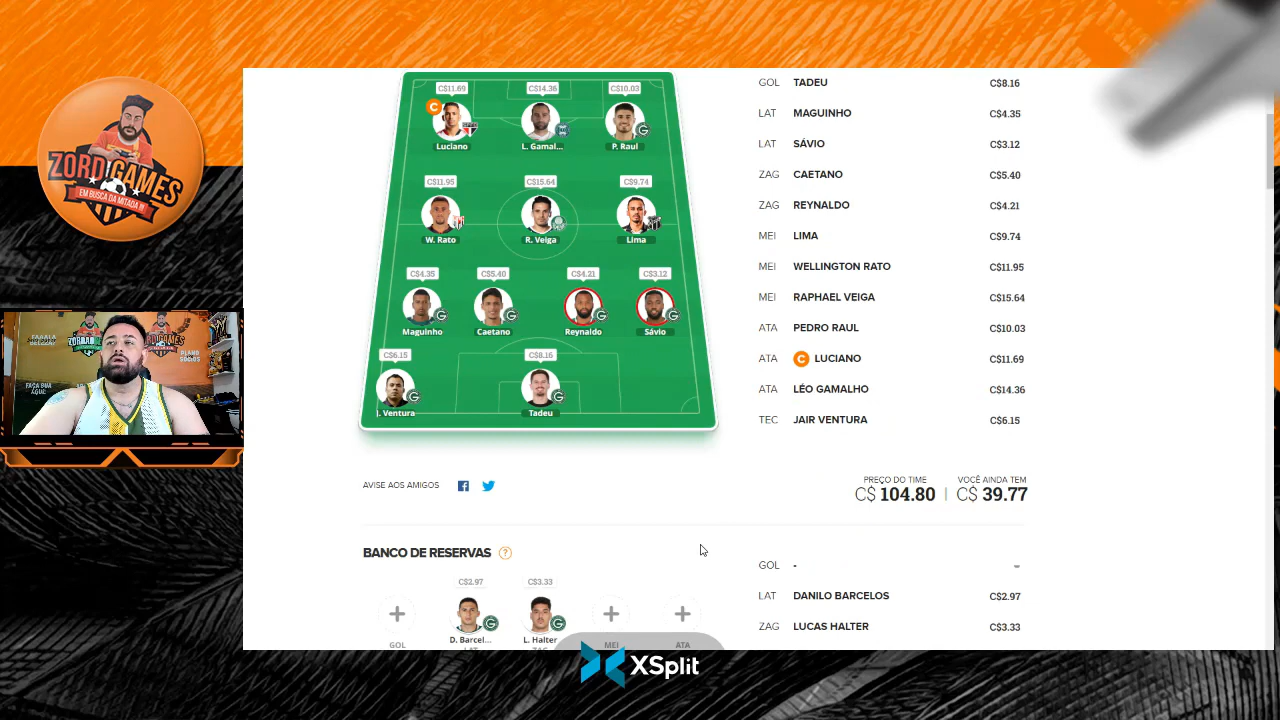 C$11.69
C$14.36
C$10.03
C
Luciano
L. Gamal...
P. Raul
C$11.95
C$15.64
C$9.74
W. Rato
R. Veiga
Lima
C$4.35
C$5.40
C$4.21
C$3.12
Maguinho
Caetano
Reynaldo
Sávio
C$6.15
C$8.16
J. Ventura
Tadeu
GOL TADEU C$8.16
LAT MAGUINHO C$4.35
LAT SÁVIO C$3.12
ZAG CAETANO C$5.40
ZAG REYNALDO C$4.21
MEI LIMA C$9.74
MEI WELLINGTON RATO C$11.95
MEI RAPHAEL VEIGA C$15.64
ATA PEDRO RAUL C$10.03
ATA C LUCIANO C$11.69
ATA LÉO GAMALHO C$14.36
TEC JAIR VENTURA C$6.15
AVISE AOS AMIGOS
PREÇO DO TIME
C$ 104.80
VOCÊ AINDA TEM
C$ 39.77
BANCO DE RESERVAS ?
C$2.97
C$3.33
D. Barcel...
L. Halter
GOL
LAT
ZAG
MEI
ATA
GOL - -
LAT DANILO BARCELOS C$2.97
ZAG LUCAS HALTER C$3.33
ZORD GAMES
EM BUSCA DA MITADA !!!
XSplit